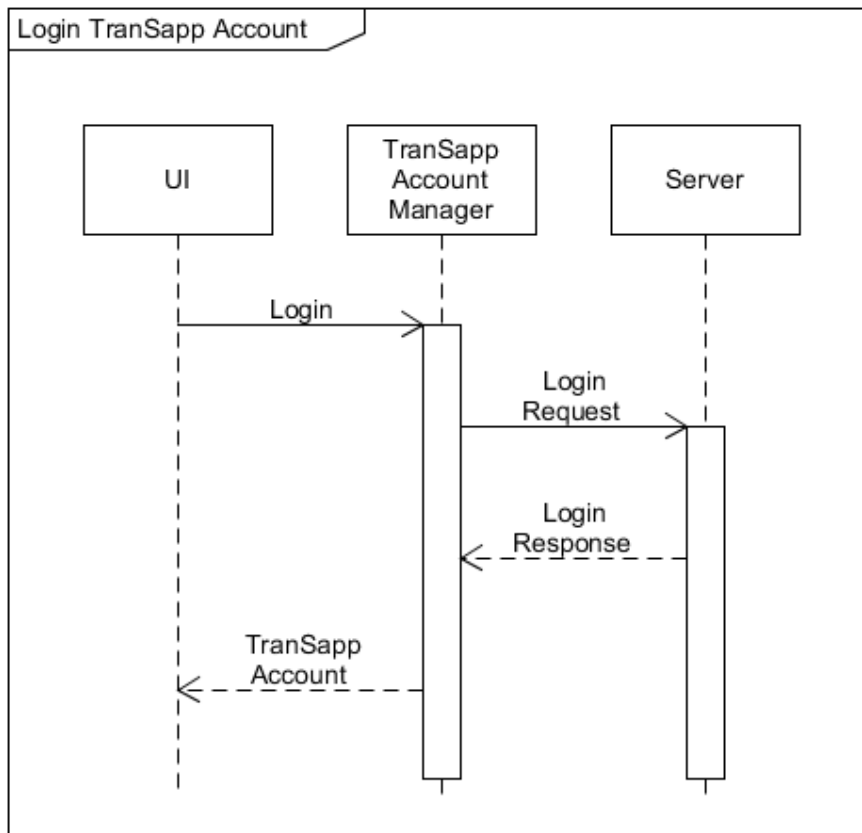 Login TranSapp Account
UI
TranSapp
Account
Manager
Server
Login
Login
Request
Login
Response
TranSapp
Account